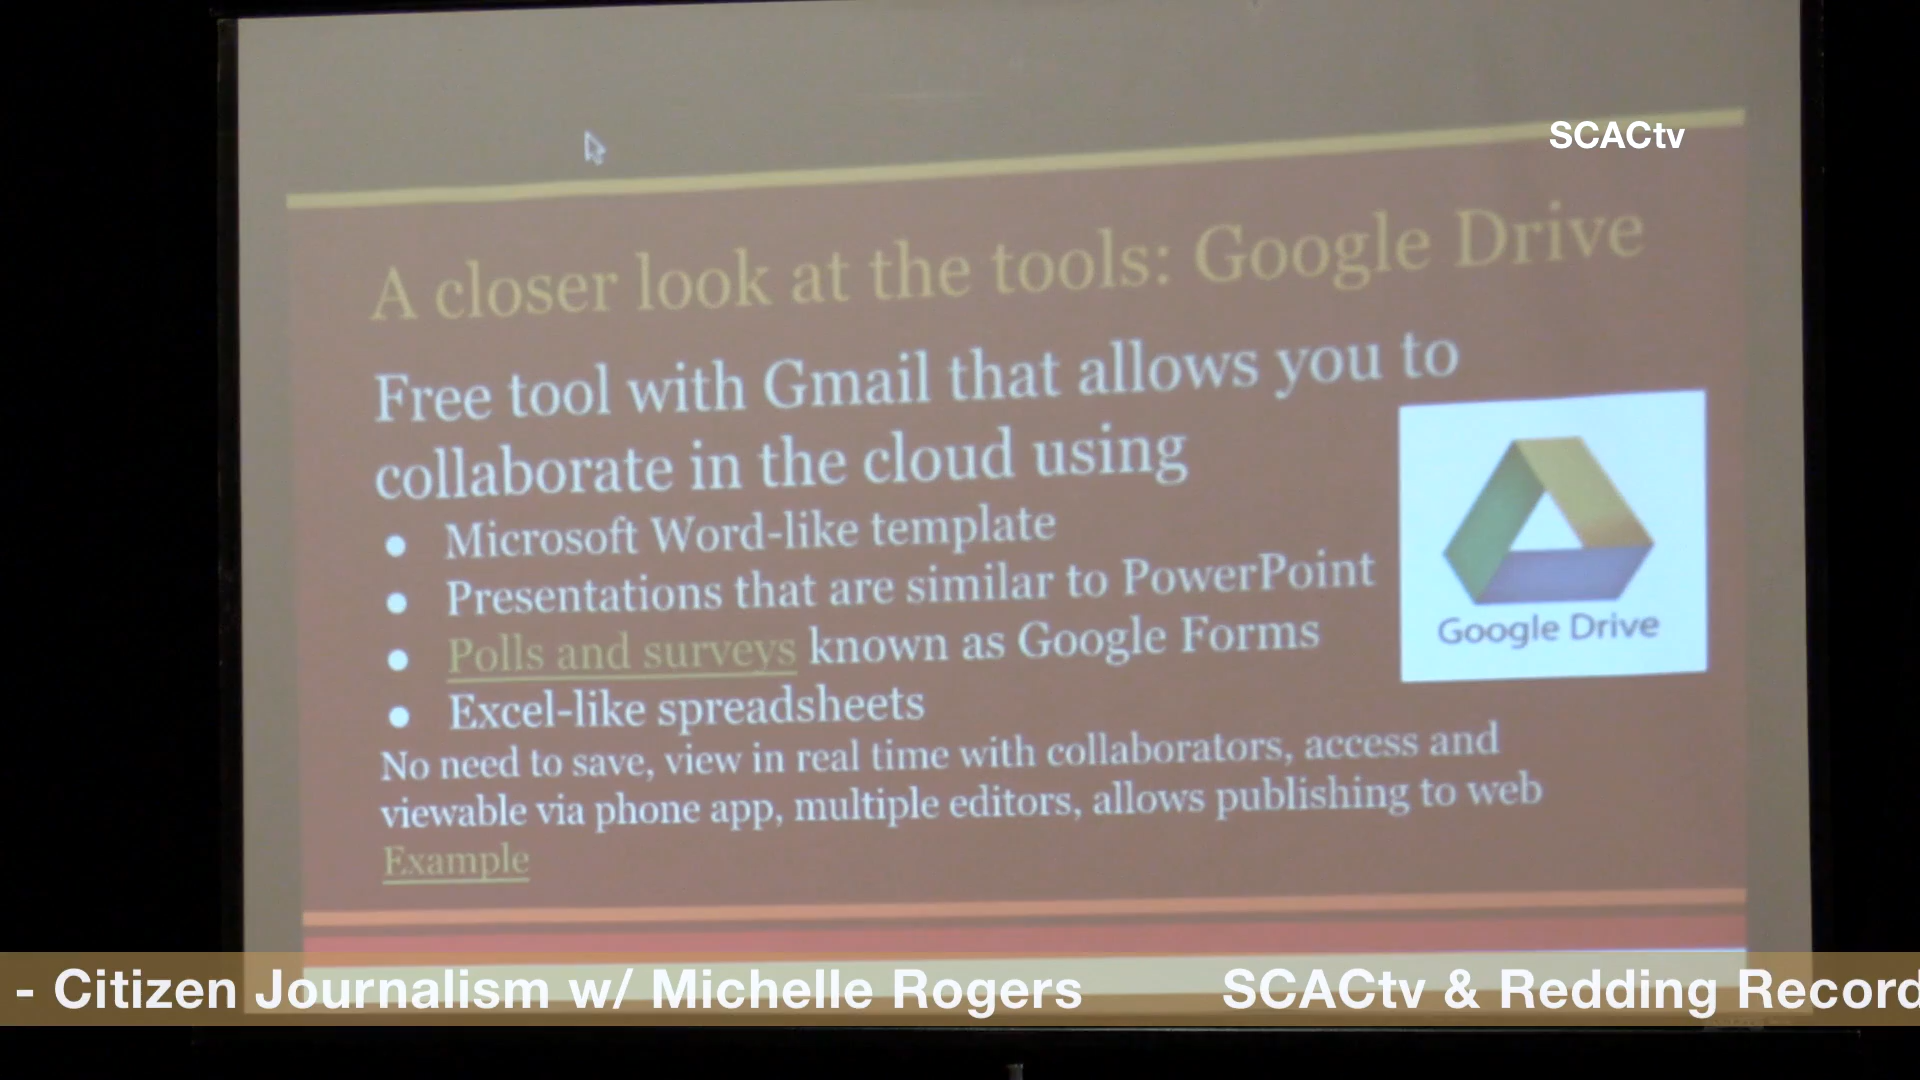 SCACtv
A closer look at the tools: Google Drive
Free tool with Gmail that allows you to
collaborate in the cloud using
● Microsoft Word-like template
● Presentations that are similar to PowerPoint
● Polls and surveys known as Google Forms
● Excel-like spreadsheets
Google Drive
No need to save, view in real time with collaborators, access and
viewable via phone app, multiple editors, allows publishing to web
Example
- Citizen Journalism w/ Michelle Rogers SCACtv & Redding Record